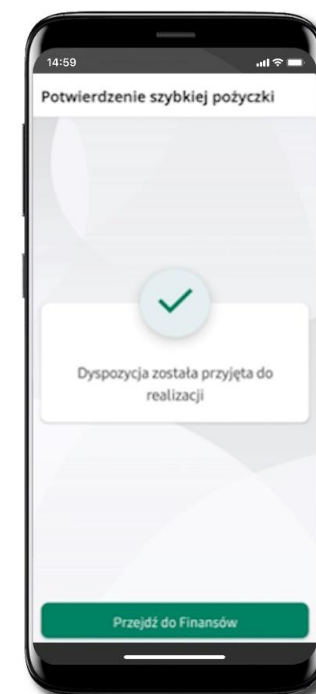 14:59
Potwierdzenie szybkiej pożyczki
Dyspozycja została przyjęta do
realizacji
Przejdź do Finansów